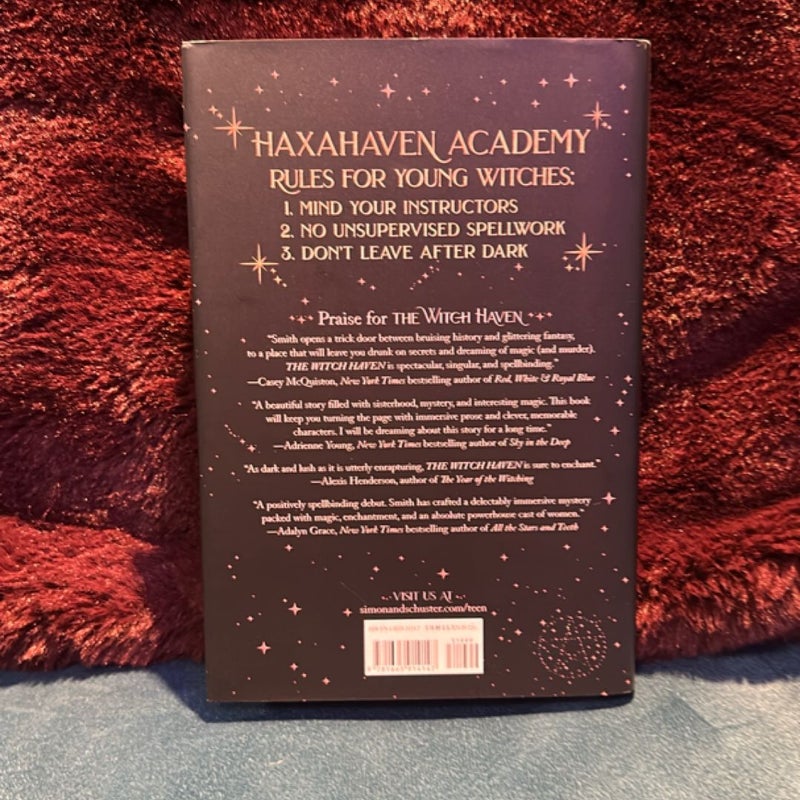 HAXAHAVEN ACADEMY
RULES FOR YOUNG WITCHES:
1. MIND YOUR INSTRUCTORS
2. NO UNSUPERVISED SPELLWORK
3. DON'T LEAVE AFTER DARK
Praise for THE WITCH HAVEN
"Smith opens a trick door between bruising history and glittering fantasy,
to a place that will leave you drunk on secrets and dreaming of magic (and murder).
THE WITCH HAVEN is spectacular, singular, and spellbinding."
—Casey McQuiston, New York Times bestselling author of Red, White & Royal Blue
"A beautiful story filled with sisterhood, mystery, and interesting magic. This book
will keep you turning the page with immersive prose and clever, memorable
characters. I will be dreaming about this story for a long time."
—Adrienne Young, New York Times bestselling author of Sky in the Deep
"As dark and lush as it is utterly enrapturing, THE WITCH HAVEN is sure to enchant."
—Alexis Henderson, author of The Year of the Witching
"A positively spellbinding debut. Smith has crafted a delectably immersive mystery
packed with magic, enchantment, and an absolute powerhouse cast of women."
—Adalyn Grace, New York Times bestselling author of All the Stars and Teeth
VISIT US AT
simonandschuster.com/teen